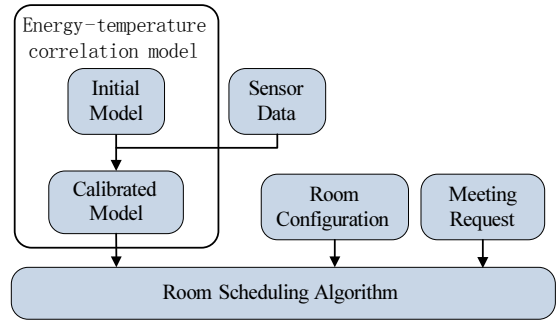 Energy-temperature
correlation model
Initial
Model
Sensor
Data
Calibrated
Model
Room
Configuration
Meeting
Request
Room Scheduling Algorithm